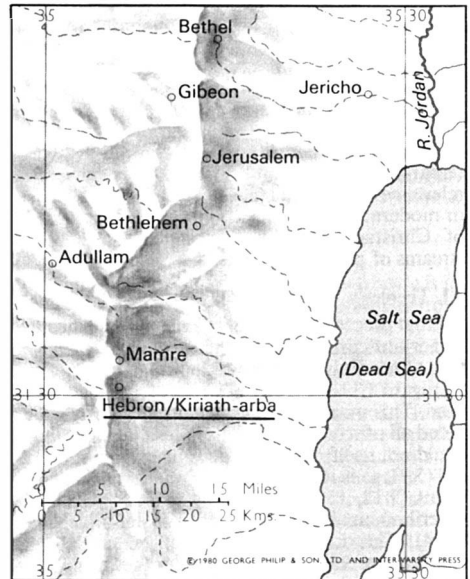 35
35 30
Bethel
Gibeon
Jericho
R. Jordan
Jerusalem
Bethlehem
Adullam
Salt Sea
Mamre
(Dead Sea)
31 30
31 30
Hebron/Kiriath-arba
5 0 5 10 15 Miles
0 5 10 15 20 25 Kms.
©1980 GEORGE PHILIP & SON LTD AND INTER VARSITY PRESS
35
35 30